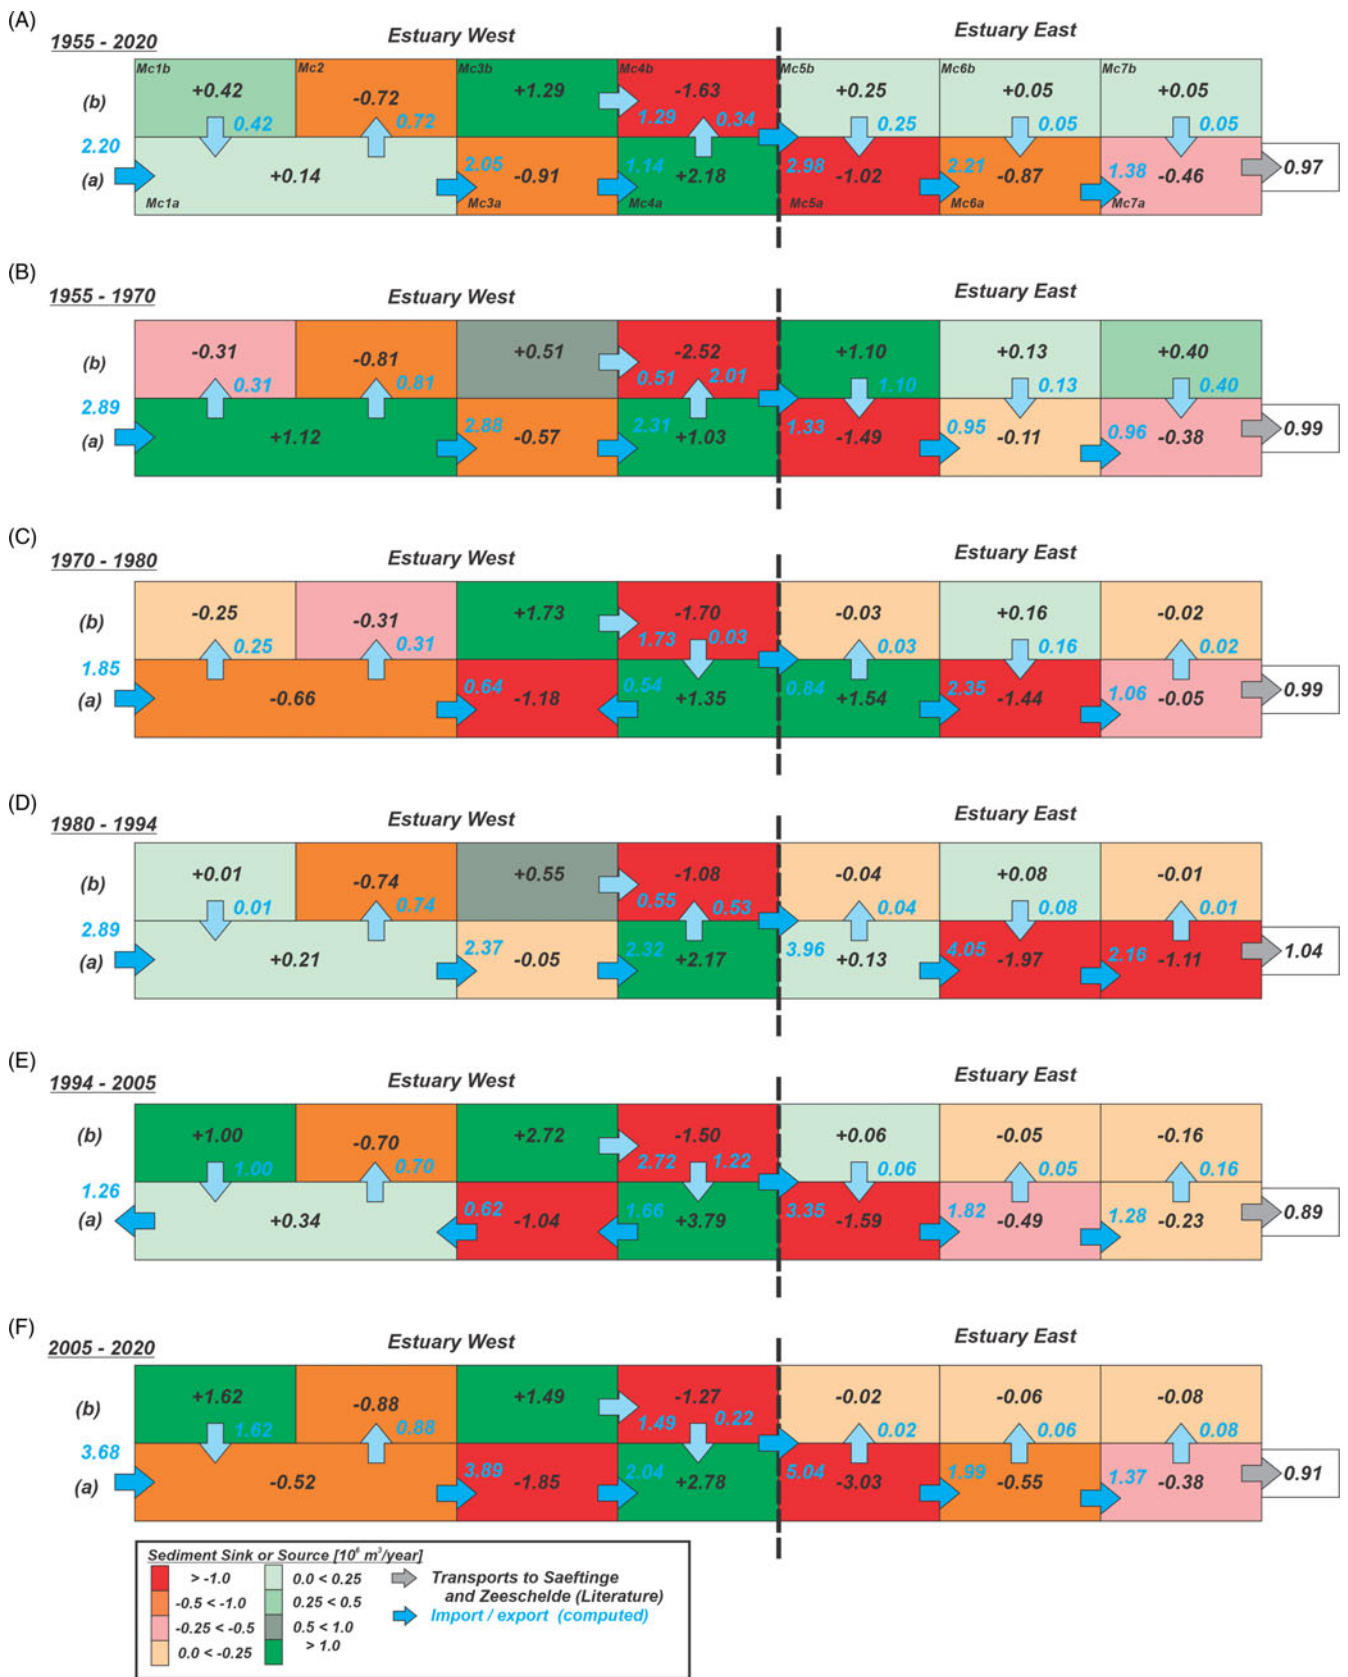 (A)
1955 - 2020
Estuary West
Estuary East
Mc1b
Mc2
Mc3b
Mc4b
Mc5b
Mc6b
Mc7b
(b)
+0.42
-0.72
+1.29
-1.63
+0.25
+0.05
+0.05
0.42
0.72
1.29
0.34
0.25
0.05
0.05
2.20
(a)
+0.14
2.05
-0.91
1.14
+2.18
2.98
-1.02
2.21
-0.87
1.38
-0.46
0.97
Mc1a
Mc3a
Mc4a
Mc5a
Mc6a
Mc7a
(B)
1955 - 1970
Estuary West
Estuary East
(b)
-0.31
-0.81
+0.51
-2.52
+1.10
+0.13
+0.40
0.31
0.81
0.51
2.01
1.10
0.13
0.40
2.89
(a)
+1.12
2.88
-0.57
2.31
+1.03
1.33
-1.49
0.95
-0.11
0.96
-0.38
0.99
(C)
1970 - 1980
Estuary West
Estuary East
(b)
-0.25
-0.31
+1.73
-1.70
-0.03
+0.16
-0.02
0.25
0.31
1.73
0.03
0.03
0.16
0.02
1.85
(a)
-0.66
0.64
-1.18
0.54
+1.35
0.84
+1.54
2.35
-1.44
1.06
-0.05
0.99
(D)
1980 - 1994
Estuary West
Estuary East
(b)
+0.01
-0.74
+0.55
-1.08
-0.04
+0.08
-0.01
0.01
0.74
0.55
0.53
0.04
0.08
0.01
2.89
(a)
+0.21
2.37
-0.05
2.32
+2.17
3.96
+0.13
4.05
-1.97
2.16
-1.11
1.04
(E)
1994 - 2005
Estuary West
Estuary East
(b)
+1.00
-0.70
+2.72
-1.50
+0.06
-0.05
-0.16
1.00
0.70
2.72
1.22
0.06
0.05
0.16
1.26
(a)
+0.34
0.62
-1.04
1.66
+3.79
3.35
-1.59
1.82
-0.49
1.28
-0.23
0.89
(F)
2005 - 2020
Estuary West
Estuary East
(b)
+1.62
-0.88
+1.49
-1.27
-0.02
-0.06
-0.08
1.62
0.88
1.49
0.22
0.02
0.06
0.08
3.68
(a)
-0.52
3.89
-1.85
2.04
+2.78
5.04
-3.03
1.99
-0.55
1.37
-0.38
0.91
Sediment Sink or Source [10⁶ m³/year]
> -1.0
-0.5 < -1.0
-0.25 < -0.5
0.0 < -0.25
0.0 < 0.25
0.25 < 0.5
0.5 < 1.0
> 1.0
Transports to Saeftinge
and Zeeschelde (Literature)
Import / export (computed)